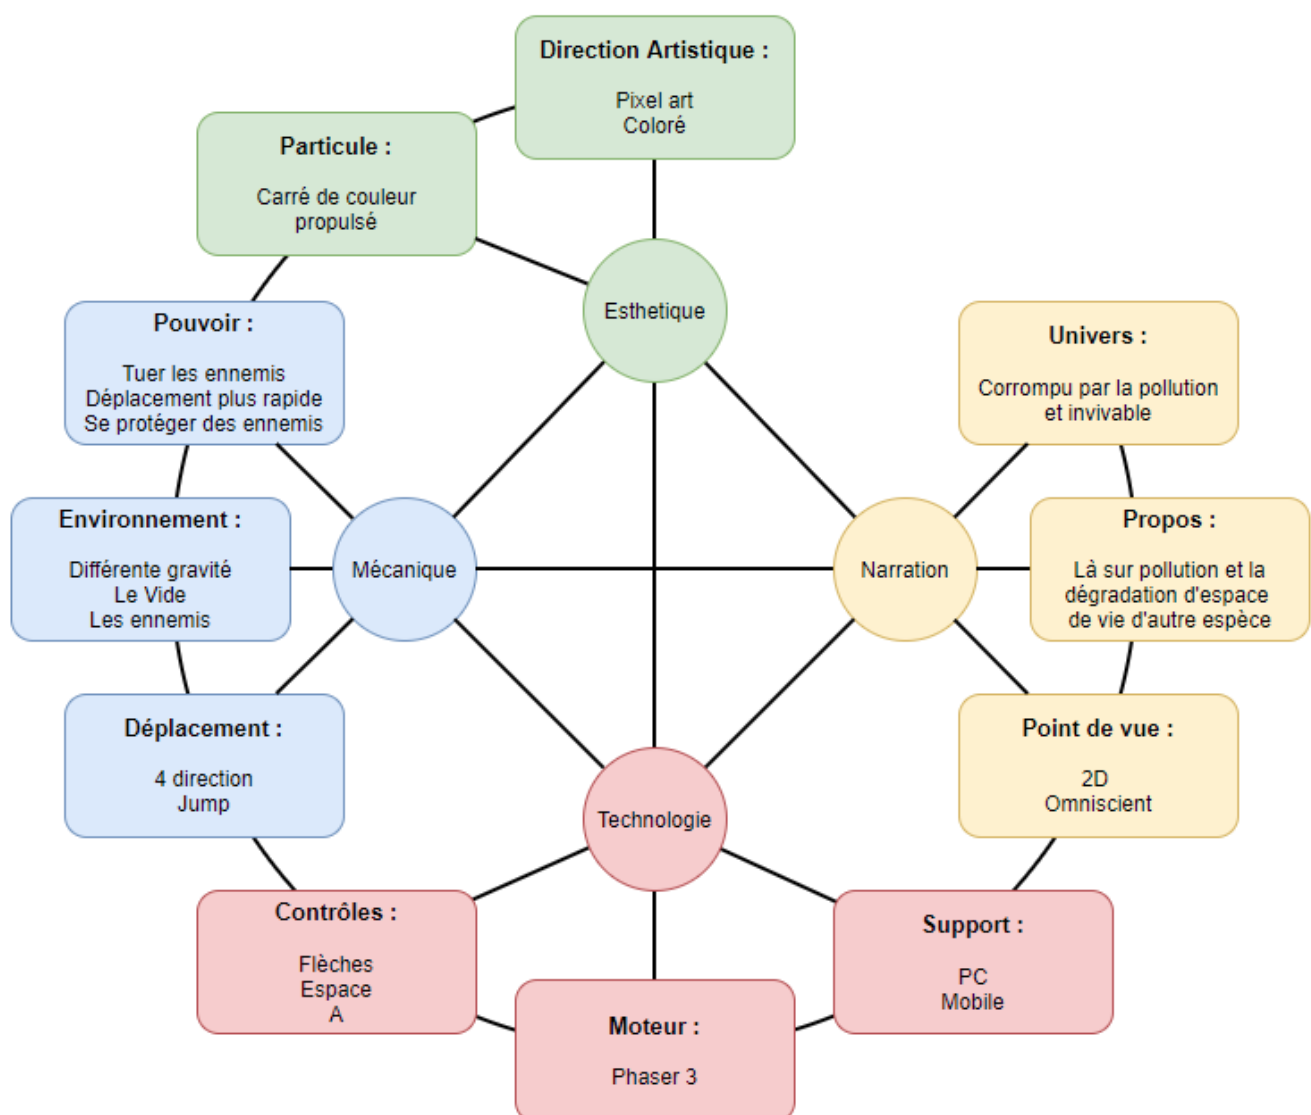 Direction Artistique :
Pixel art
Coloré
Particule :
Carré de couleur
propulsé
Esthetique
Pouvoir :
Tuer les ennemis
Déplacement plus rapide
Se protéger des ennemis
Univers :
Corrompu par la pollution
et invivable
Environnement :
Différente gravité
Le Vide
Les ennemis
Mécanique
Narration
Propos :
Là sur pollution et la
dégradation d'espace
de vie d'autre espèce
Déplacement :
4 direction
Jump
Point de vue :
2D
Omniscient
Technologie
Contrôles :
Flèches
Espace
A
Moteur :
Phaser 3
Support :
PC
Mobile